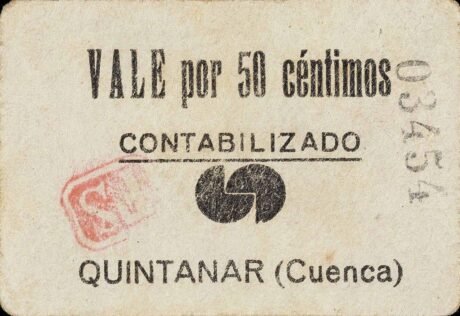 VALE por 50 céntimos
03454
CONTABILIZADO
QUINTANAR (Cuenca)